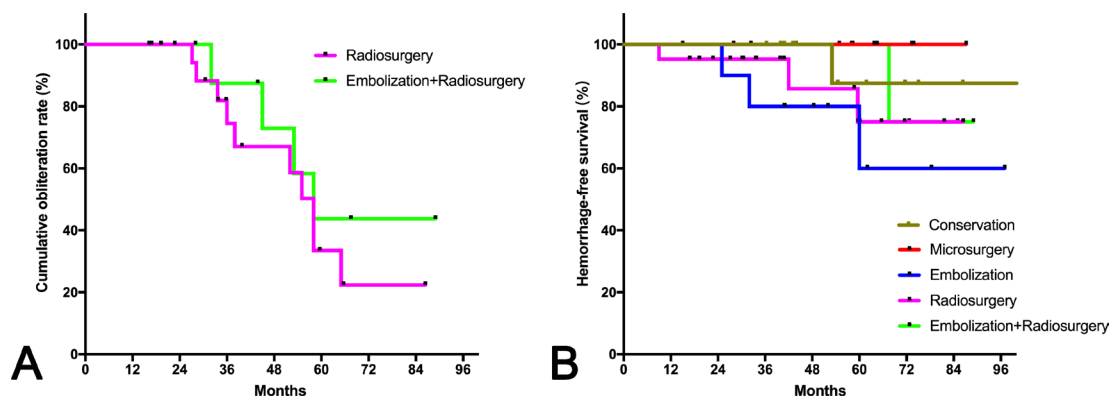 A
Cumulative obliteration rate (%)
100
80
60
40
20
0
0 12 24 36 48 60 72 84 96
Months
Radiosurgery
Embolization+Radiosurgery
B
Hemorrhage-free survival (%)
100
80
60
40
20
0
0 12 24 36 48 60 72 84 96
Months
Conservation
Microsurgery
Embolization
Radiosurgery
Embolization+Radiosurgery